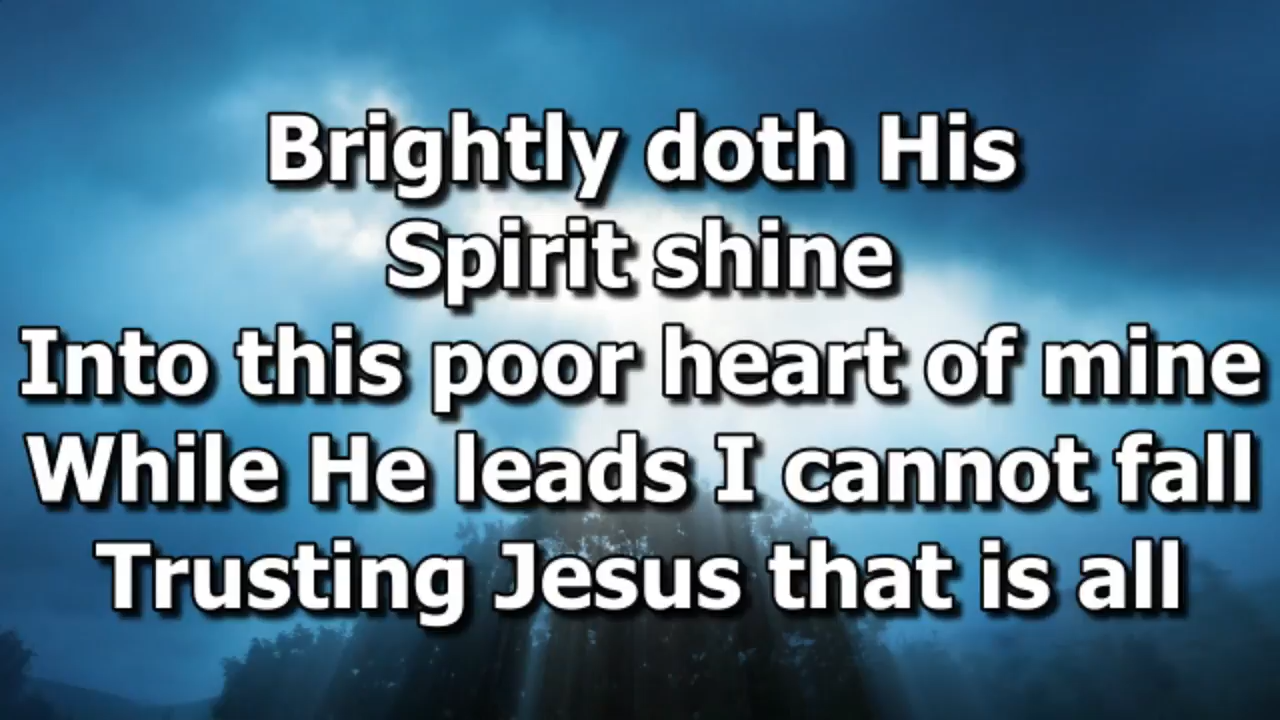 Brightly doth His
Spirit shine
Into this poor heart of mine
While He leads I cannot fall
Trusting Jesus that is all